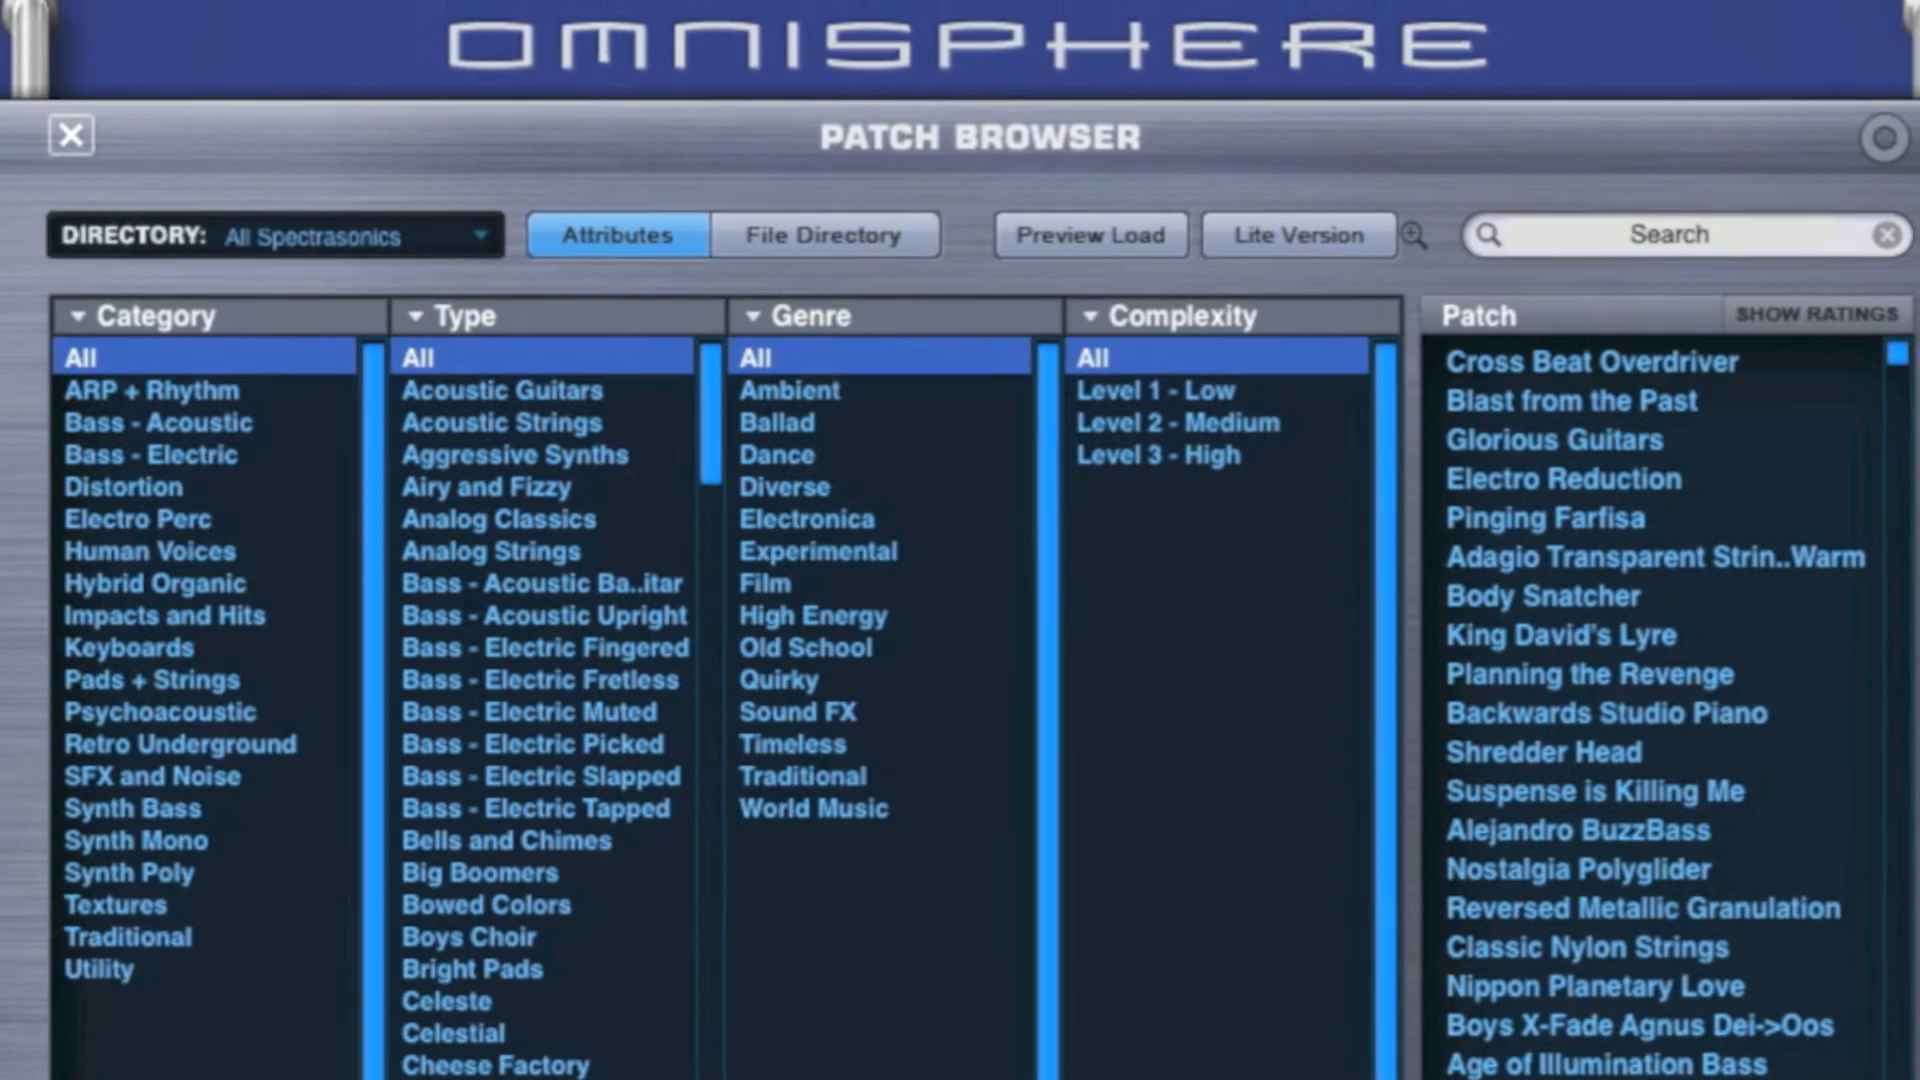 OMNISPHERE
PATCH BROWSER
DIRECTORY: All Spectrasonics
Attributes
File Directory
Preview Load
Lite Version
Search
Category
All
ARP + Rhythm
Bass - Acoustic
Bass - Electric
Distortion
Electro Perc
Human Voices
Hybrid Organic
Impacts and Hits
Keyboards
Pads + Strings
Psychoacoustic
Retro Underground
SFX and Noise
Synth Bass
Synth Mono
Synth Poly
Textures
Traditional
Utility
Type
All
Acoustic Guitars
Acoustic Strings
Aggressive Synths
Airy and Fizzy
Analog Classics
Analog Strings
Bass - Acoustic Ba..itar
Bass - Acoustic Upright
Bass - Electric Fingered
Bass - Electric Fretless
Bass - Electric Muted
Bass - Electric Picked
Bass - Electric Slapped
Bass - Electric Tapped
Bells and Chimes
Big Boomers
Bowed Colors
Boys Choir
Bright Pads
Celeste
Celestial
Cheese Factory
Genre
All
Ambient
Ballad
Dance
Diverse
Electronica
Experimental
Film
High Energy
Old School
Quirky
Sound FX
Timeless
Traditional
World Music
Complexity
All
Level 1 - Low
Level 2 - Medium
Level 3 - High
Patch
SHOW RATINGS
Cross Beat Overdriver
Blast from the Past
Glorious Guitars
Electro Reduction
Pinging Farfisa
Adagio Transparent Strin..Warm
Body Snatcher
King David's Lyre
Planning the Revenge
Backwards Studio Piano
Shredder Head
Suspense is Killing Me
Alejandro BuzzBass
Nostalgia Polyglider
Reversed Metallic Granulation
Classic Nylon Strings
Nippon Planetary Love
Boys X-Fade Agnus Dei->Oos
Age of Illumination Bass